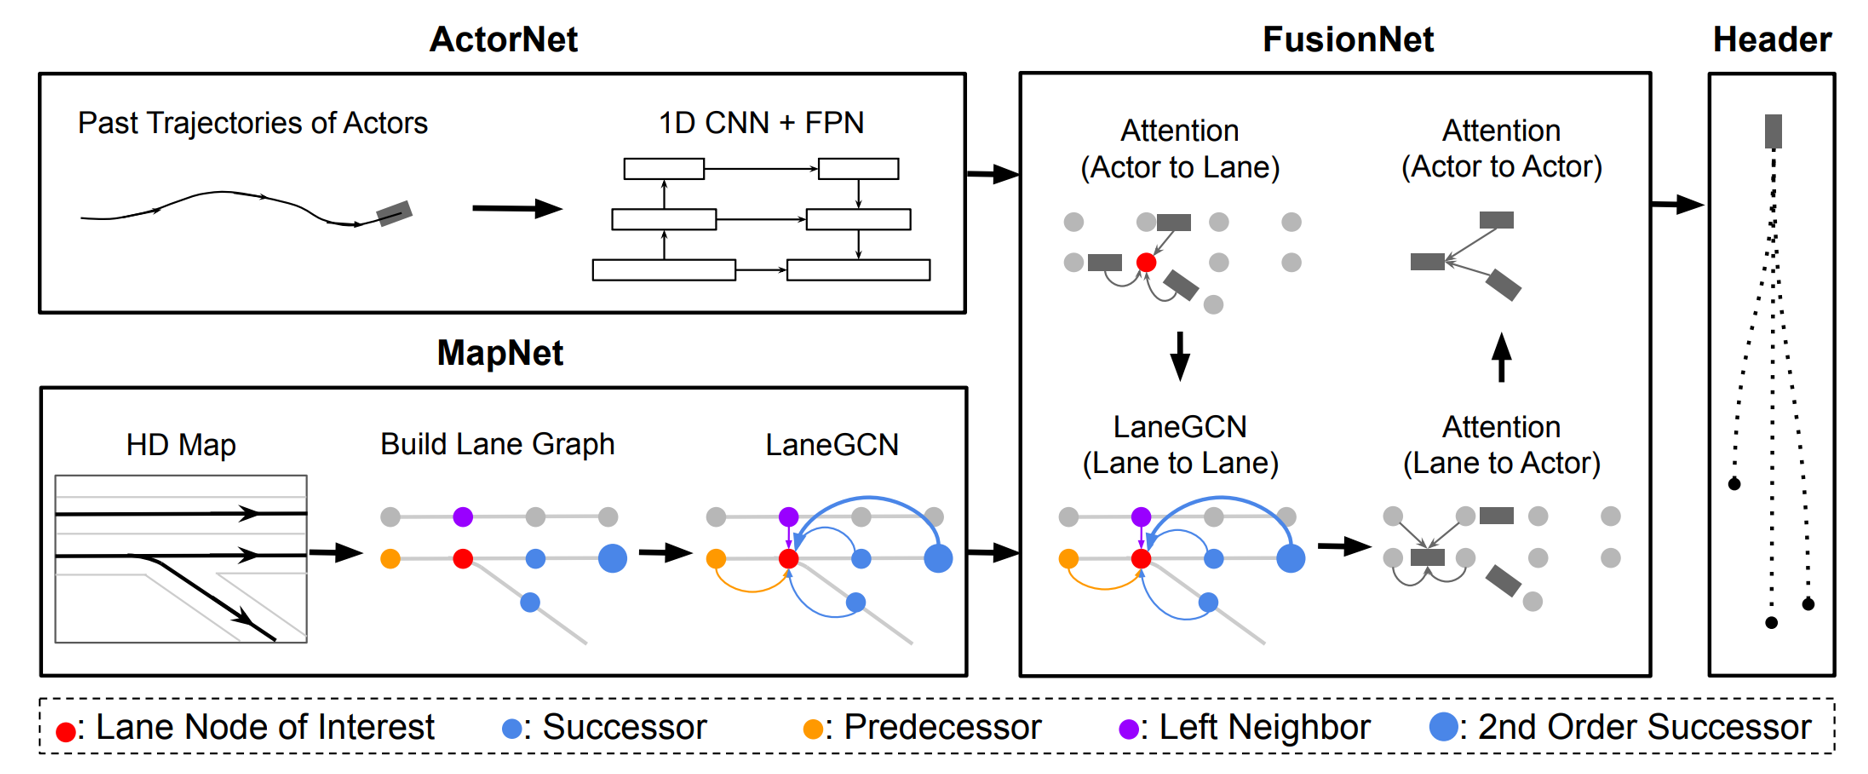 ActorNet
Past Trajectories of Actors
1D CNN + FPN
MapNet
HD Map
Build Lane Graph
LaneGCN
FusionNet
Attention
(Actor to Lane)
Attention
(Actor to Actor)
LaneGCN
(Lane to Lane)
Attention
(Lane to Actor)
Header
: Lane Node of Interest
: Successor
: Predecessor
: Left Neighbor
: 2nd Order Successor